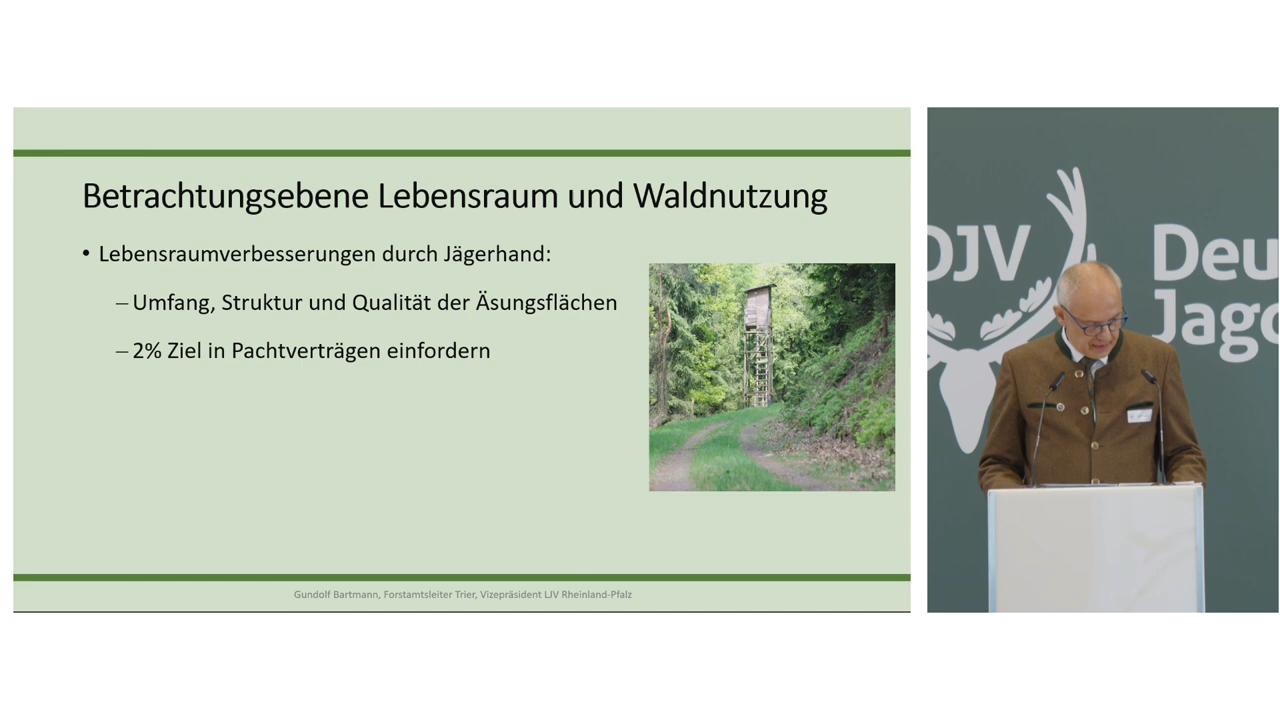 Betrachtungsebene Lebensraum und Waldnutzung
• Lebensraumverbesserungen durch Jägerhand:
– Umfang, Struktur und Qualität der Äsungsflächen
– 2% Ziel in Pachtverträgen einfordern
Gundolf Bartmann, Forstamtsleiter Trier, Vizepräsident LJV Rheinland-Pfalz
DJV
Deu
Jagd